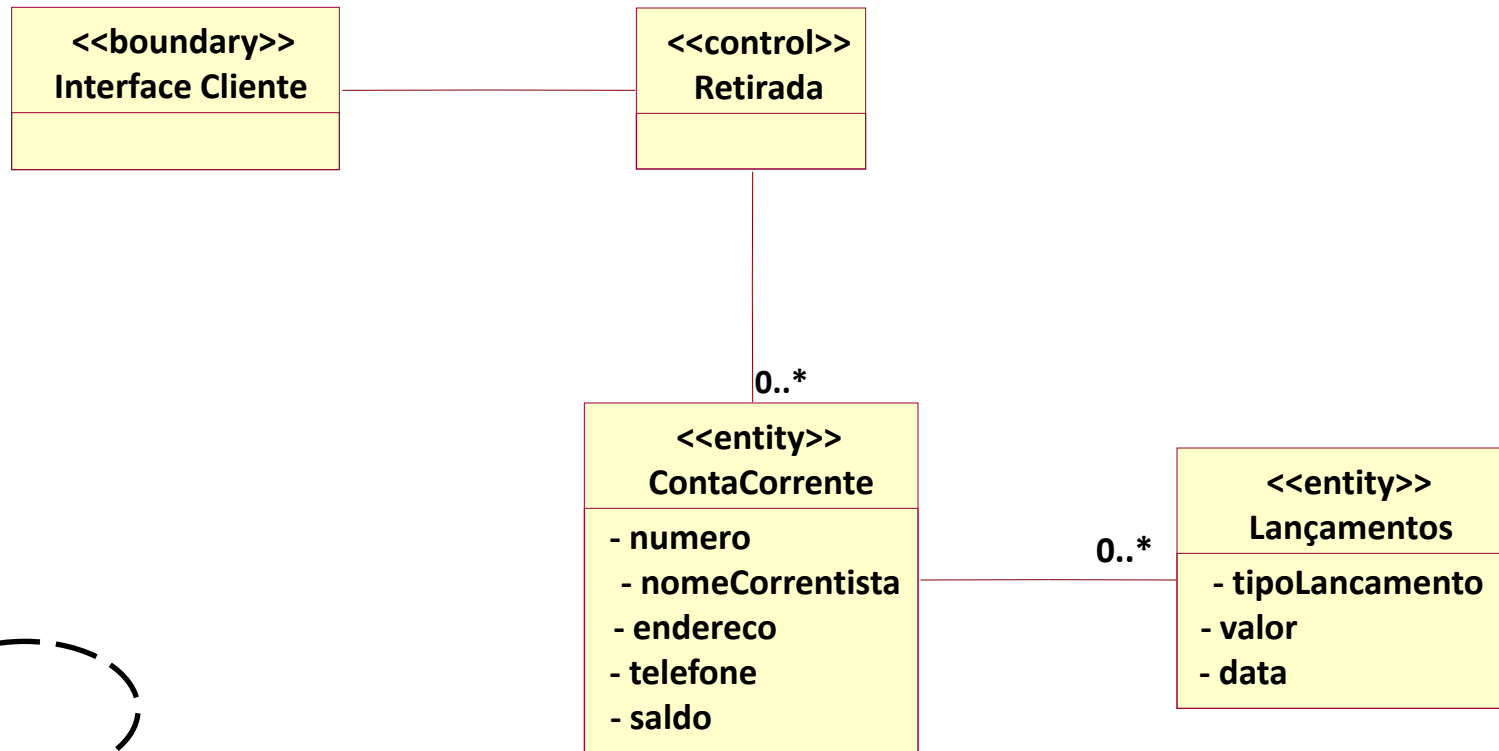 <<boundary>>
Interface Cliente
<<control>>
Retirada
0..*
<<entity>>
ContaCorrente
- numero
- nomeCorrentista
- endereco
- telefone
- saldo
0..*
<<entity>>
Lançamentos
- tipoLancamento
- valor
- data